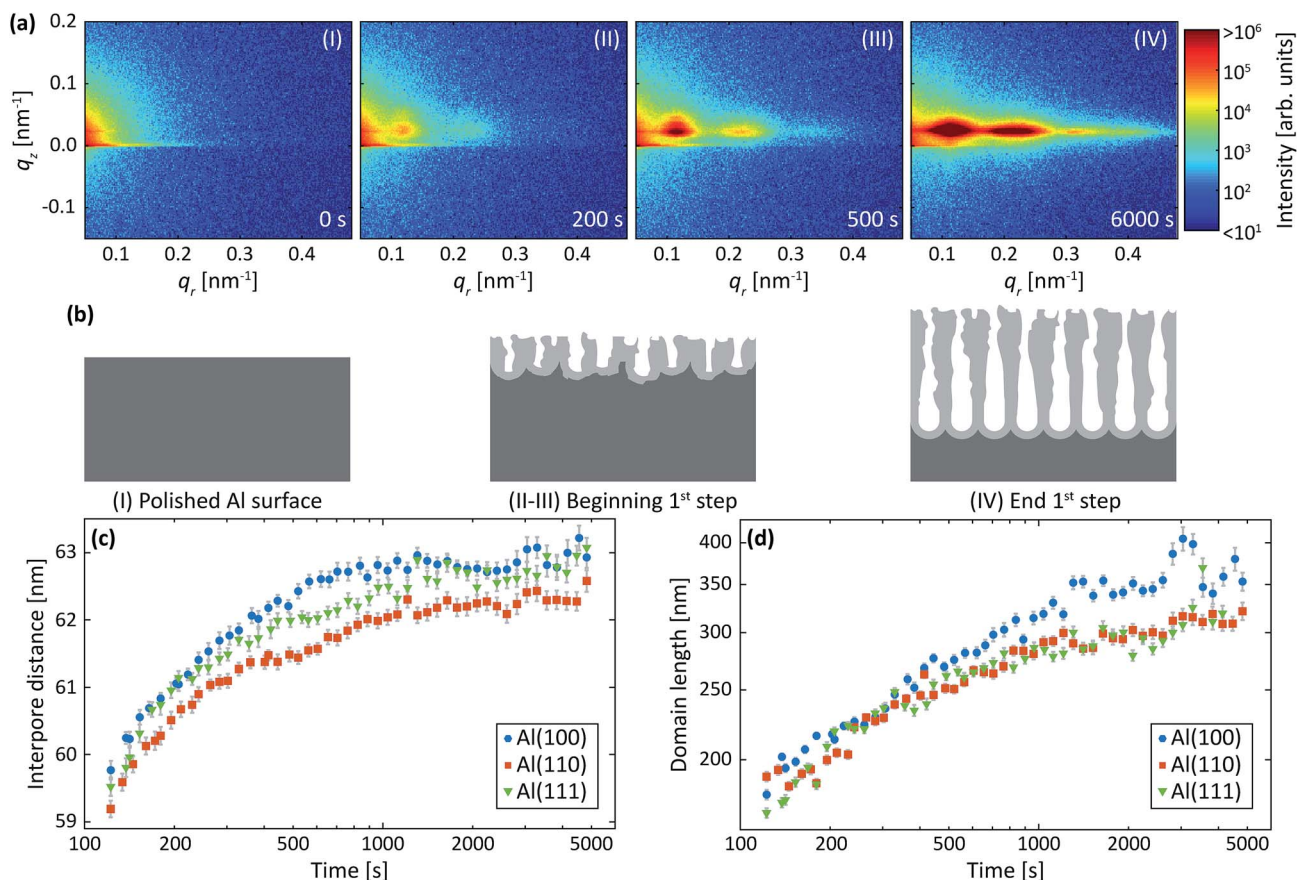 (a)
0.2
0.1
0.0
-0.1
q_z [nm⁻¹]
(I)
(II)
(III)
(IV)
0 s
200 s
500 s
6000 s
0.1 0.2 0.3 0.4
0.1 0.2 0.3 0.4
0.1 0.2 0.3 0.4
0.1 0.2 0.3 0.4
q_r [nm⁻¹]
q_r [nm⁻¹]
q_r [nm⁻¹]
q_r [nm⁻¹]
>10⁶
10⁵
10⁴
10³
10²
<10¹
Intensity [arb. units]
(b)
(I) Polished Al surface
(II-III) Beginning 1st step
(IV) End 1st step
(c)
63
62
61
60
59
Interpore distance [nm]
Al(100)
Al(110)
Al(111)
100 200 500 1000 2000 5000
Time [s]
(d)
400
350
300
250
200
Domain length [nm]
Al(100)
Al(110)
Al(111)
100 200 500 1000 2000 5000
Time [s]